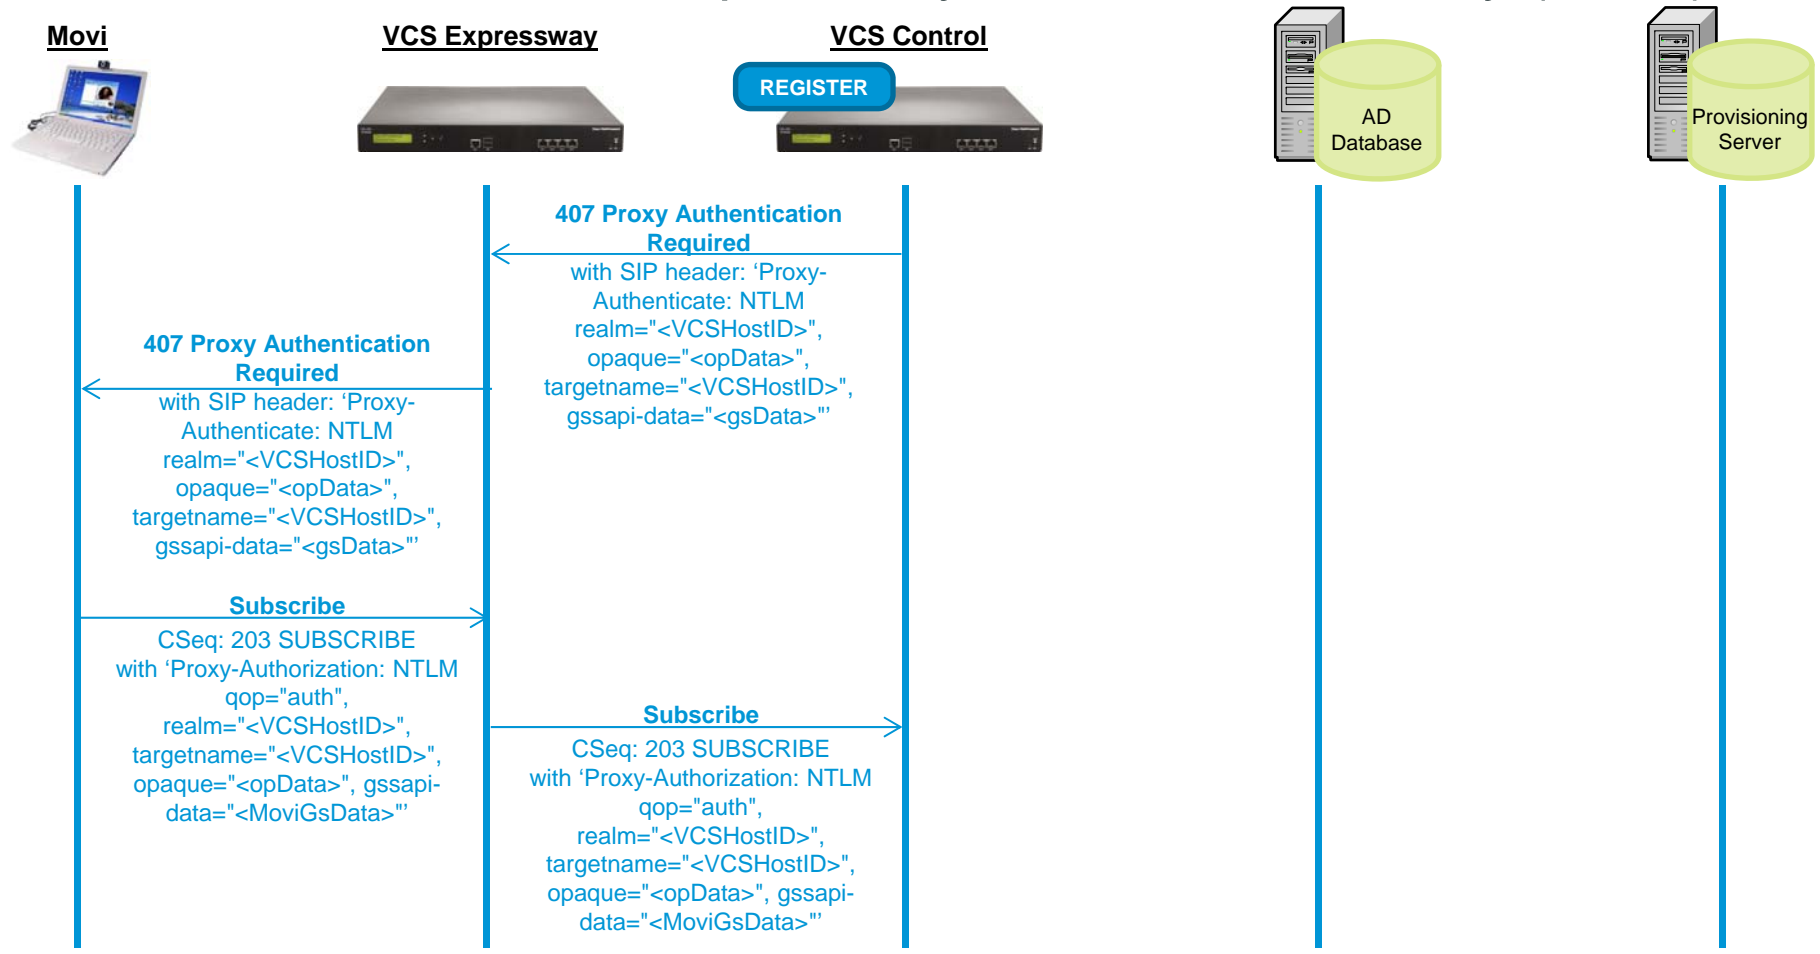 Movi
VCS Expressway
VCS Control
REGISTER
AD
Database
Provisioning
Server
407 Proxy Authentication
Required
with SIP header: ‘Proxy-
Authenticate: NTLM
realm="<VCSHostID>",
opaque="<opData>",
targetname="<VCSHostID>",
gssapi-data="<gsData>"’
407 Proxy Authentication
Required
with SIP header: ‘Proxy-
Authenticate: NTLM
realm="<VCSHostID>",
opaque="<opData>",
targetname="<VCSHostID>",
gssapi-data="<gsData>"’
Subscribe
CSeq: 203 SUBSCRIBE
with ‘Proxy-Authorization: NTLM
qop="auth",
realm="<VCSHostID>",
targetname="<VCSHostID>",
opaque="<opData>", gssapi-
data="<MoviGsData>"’
Subscribe
CSeq: 203 SUBSCRIBE
with ‘Proxy-Authorization: NTLM
qop="auth",
realm="<VCSHostID>",
targetname="<VCSHostID>",
opaque="<opData>", gssapi-
data="<MoviGsData>"’